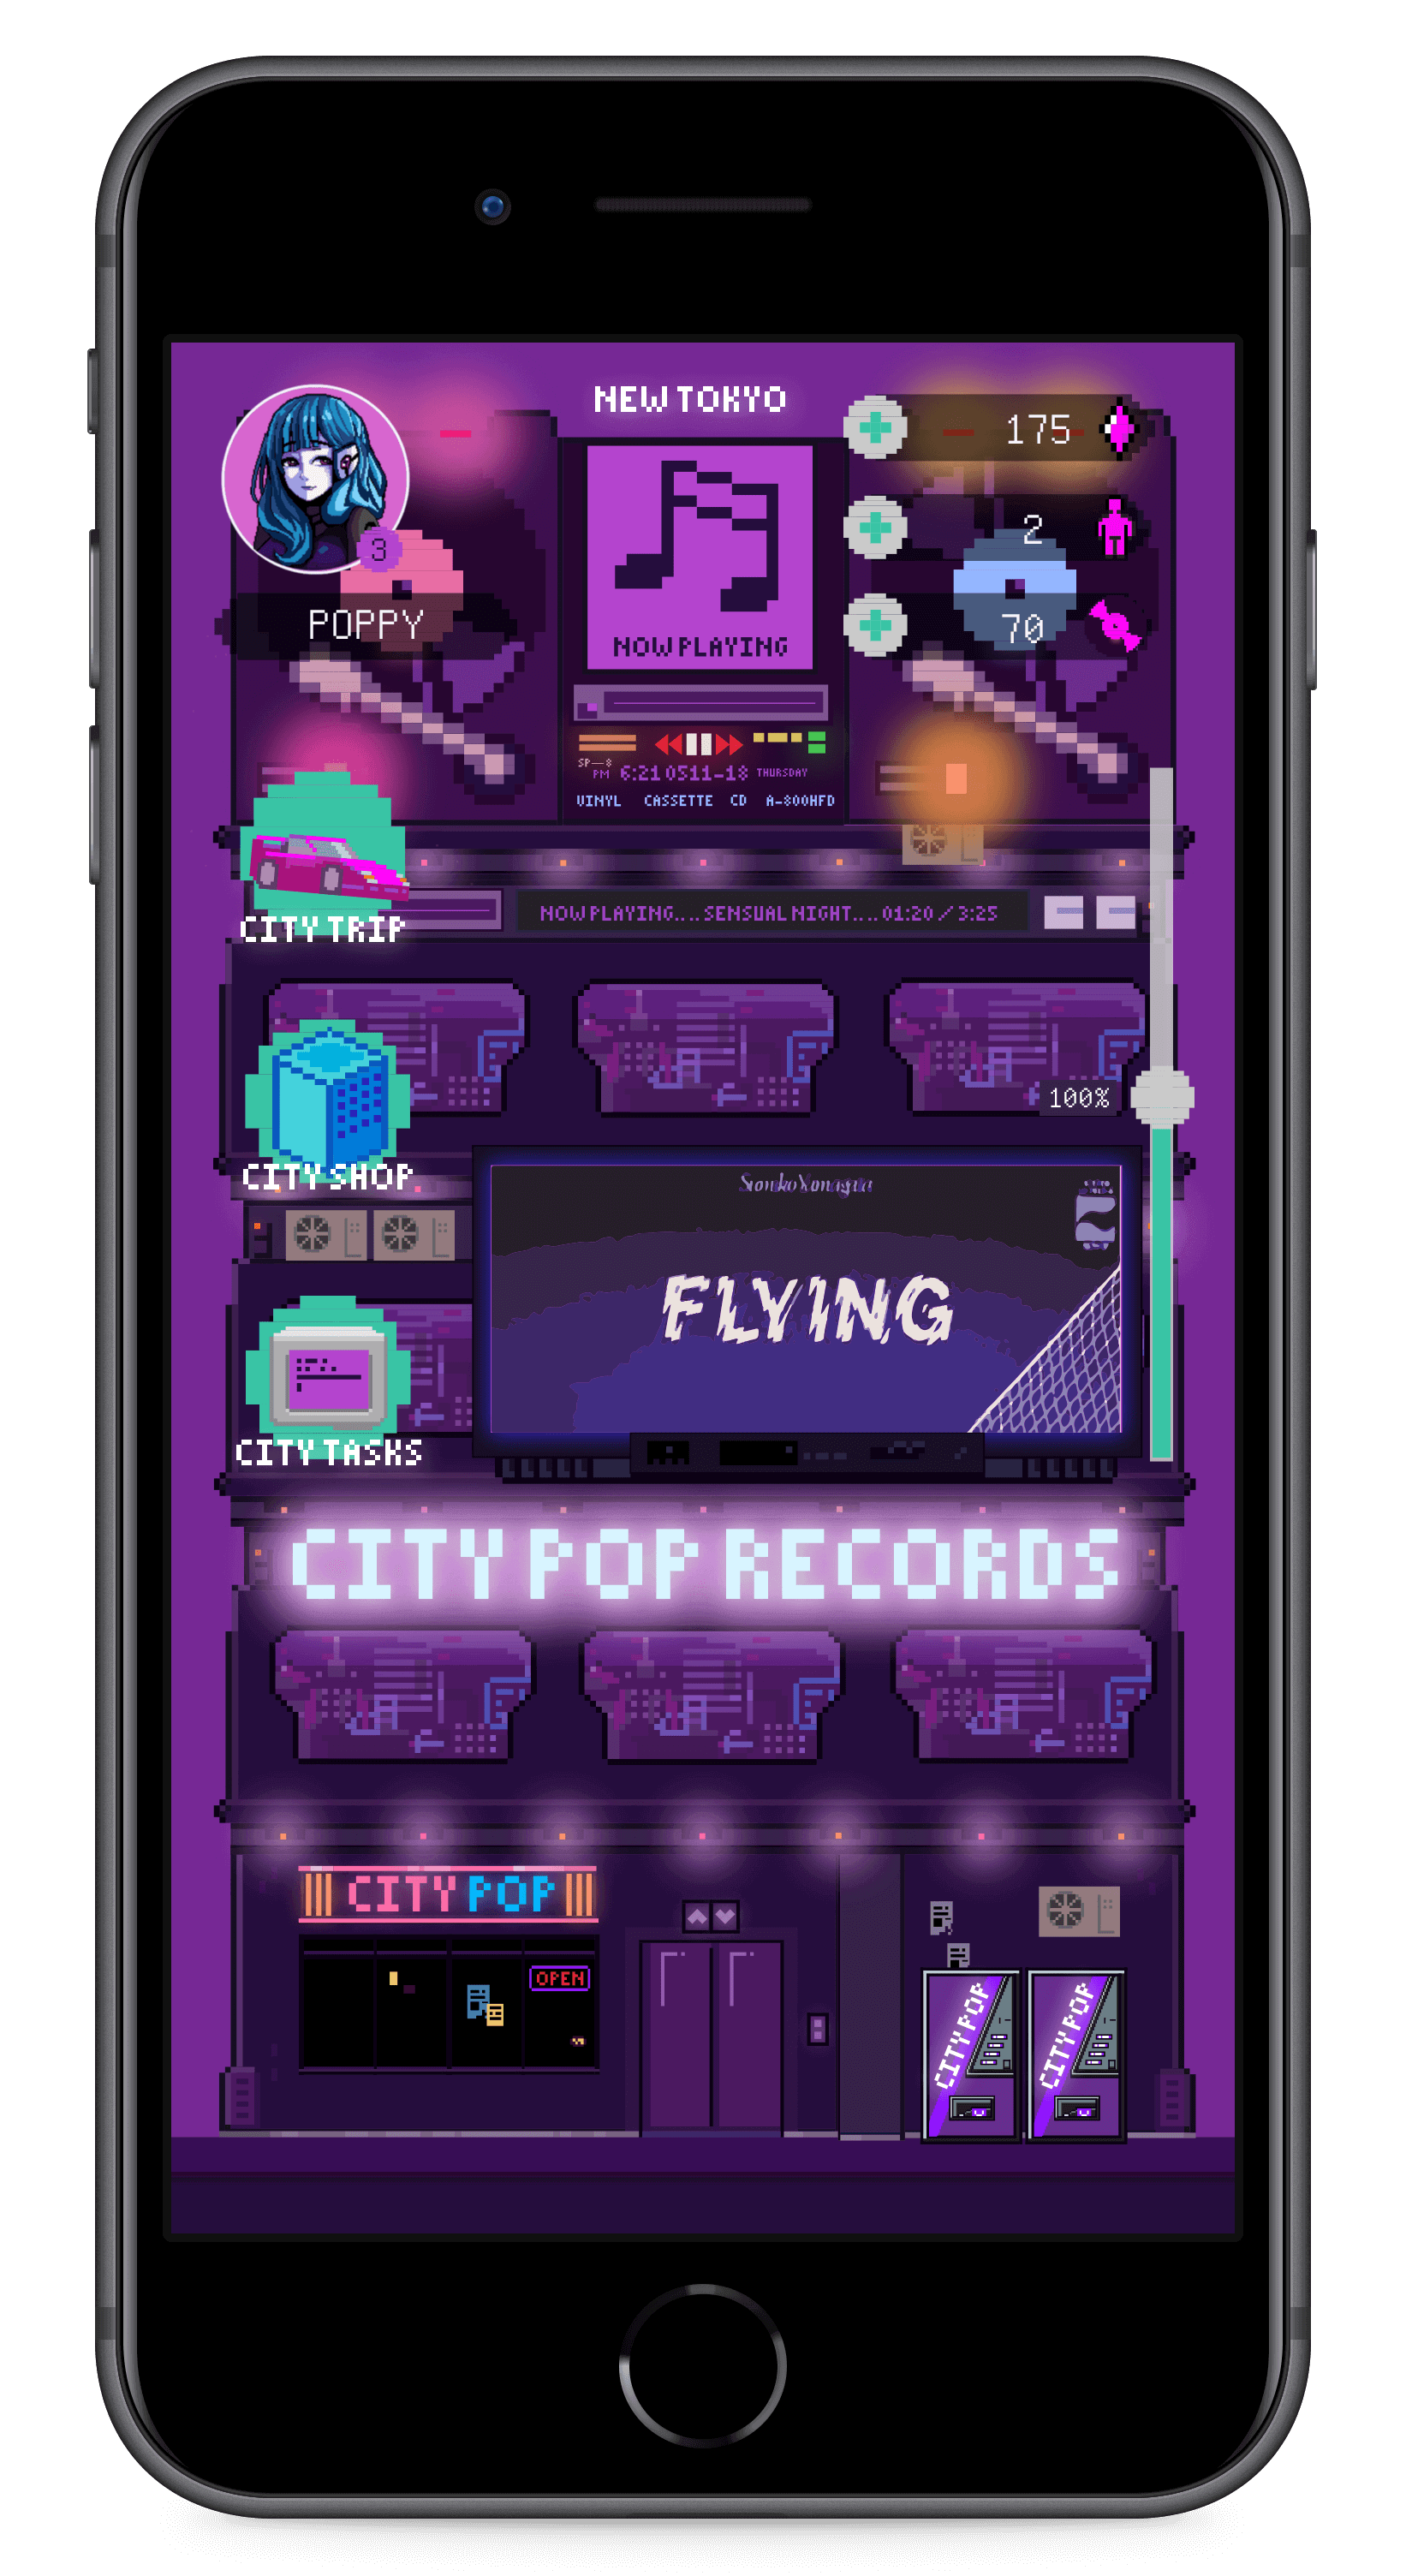 NEW TOKYO
175
2
3
POPPY
70
NOW PLAYING
SP—8
PM 6:21 0511-18 THURSDAY
VINYL CASSETTE CD A-800HFD
CITY TRIP
NOW PLAYING.... SENSUAL NIGHT.... 01:20 / 3:25
100%
CITY SHOP
FLYING
CITY TASKS
CITY POP RECORDS
CITY POP
OPEN
CITY POP
CITY POP